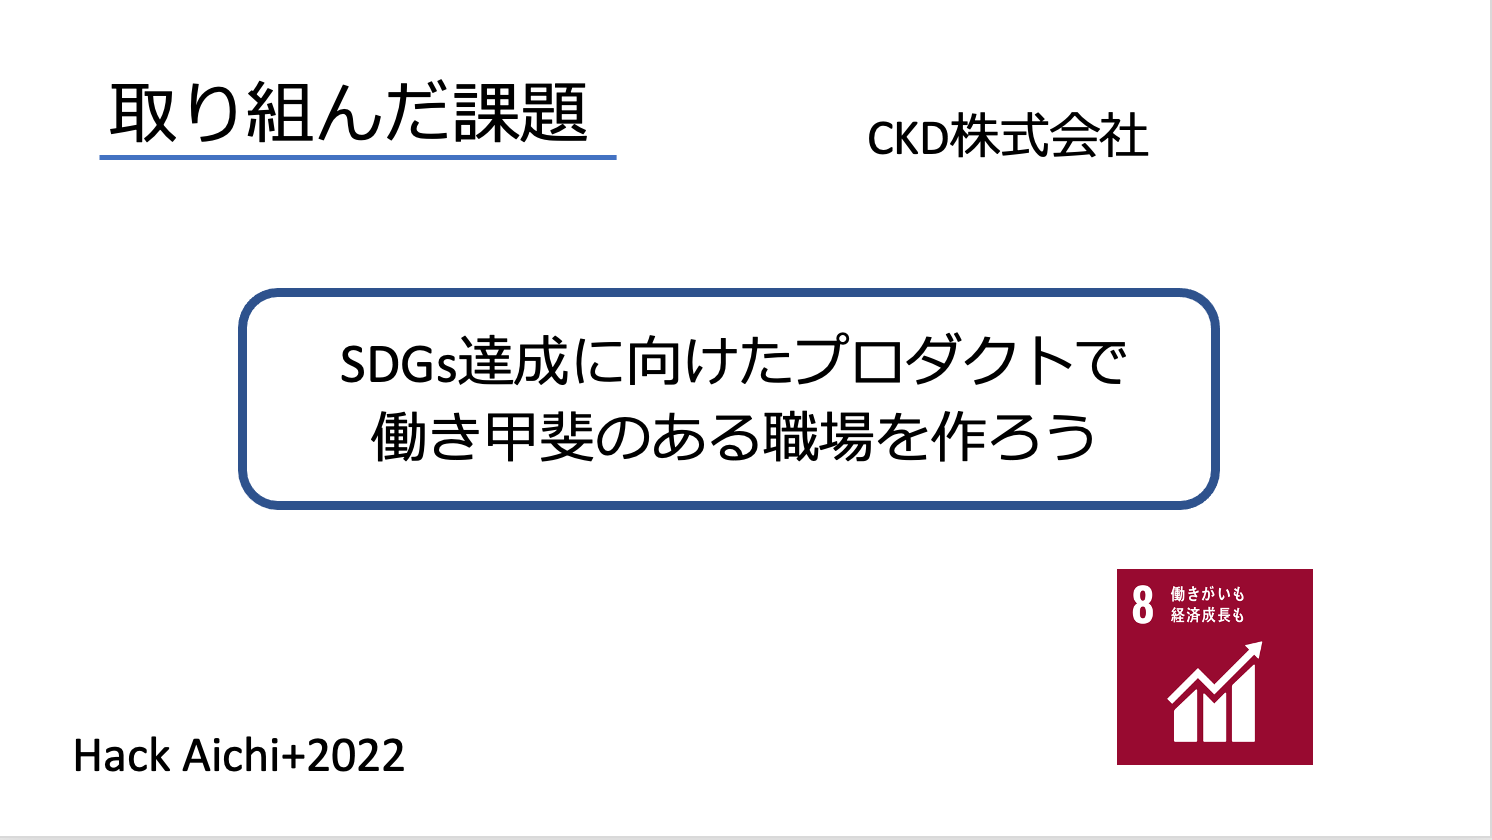 取り組んだ課題
CKD株式会社
SDGs達成に向けたプロダクトで
働き甲斐のある職場を作ろう
8 働きがいも
経済成長も
Hack Aichi+2022